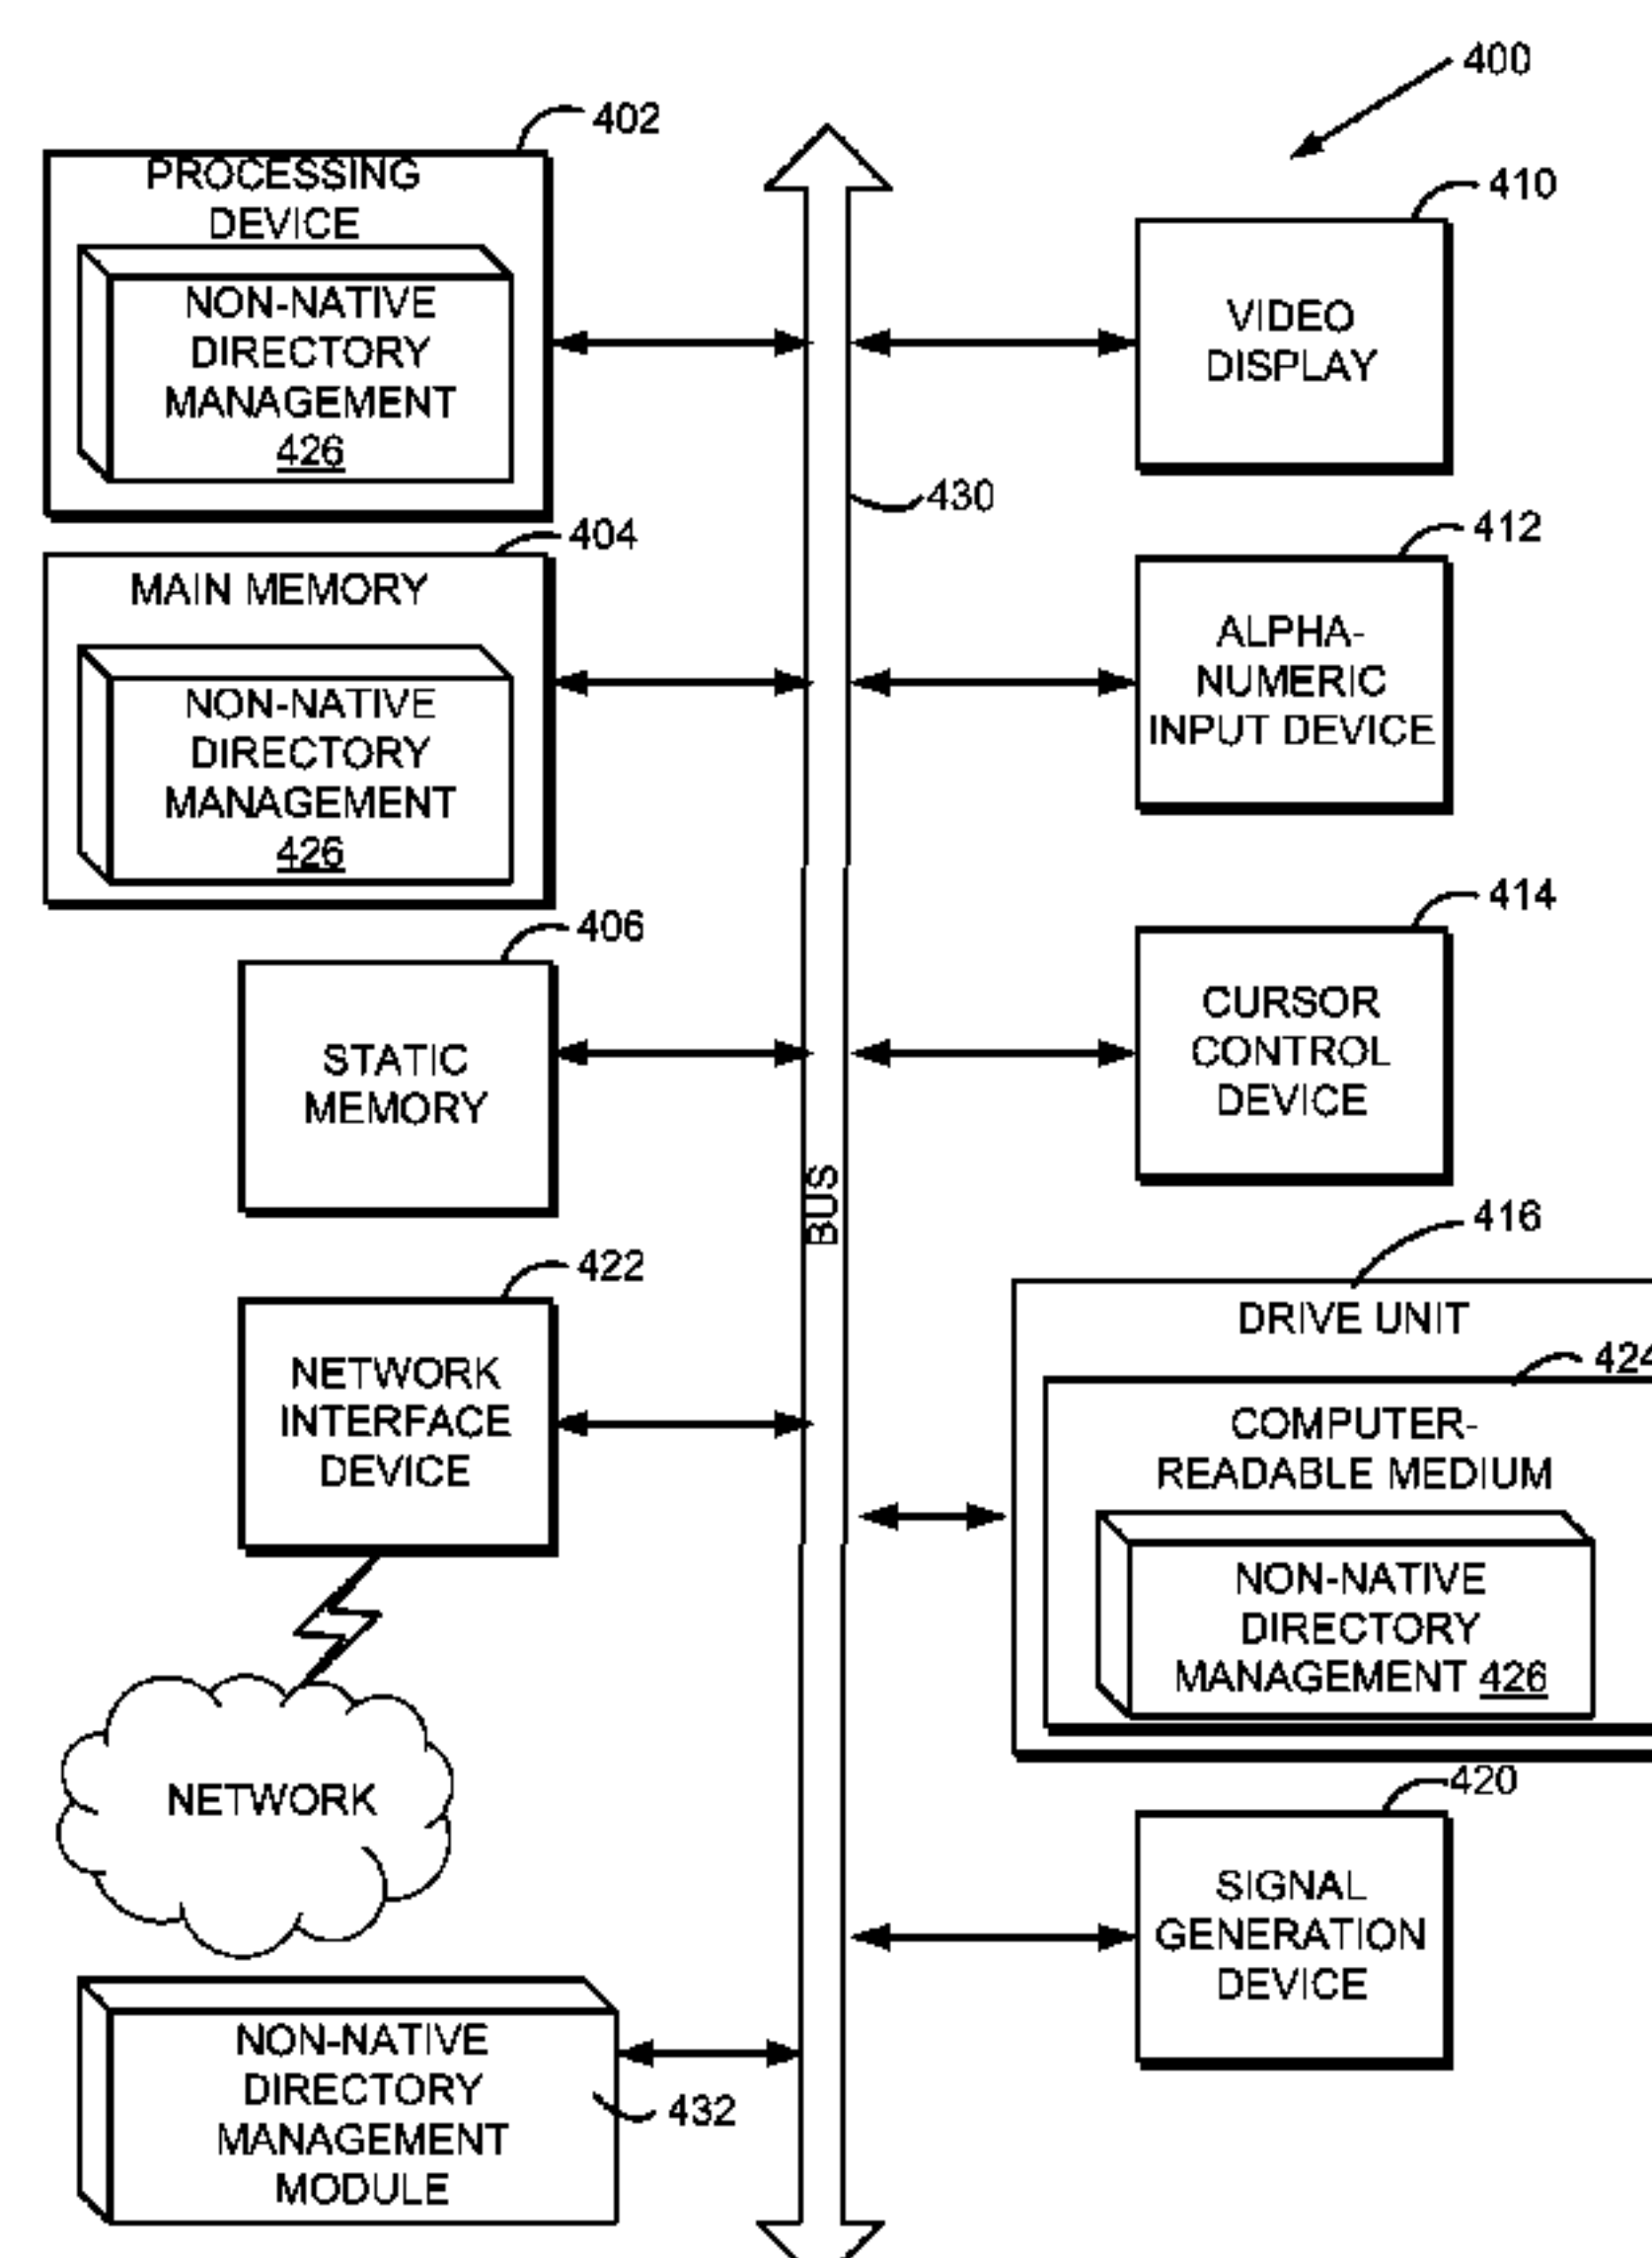 400
402
PROCESSING
DEVICE
NON-NATIVE
DIRECTORY
MANAGEMENT
426
410
VIDEO
DISPLAY
430
404
MAIN MEMORY
NON-NATIVE
DIRECTORY
MANAGEMENT
426
412
ALPHA-
NUMERIC
INPUT DEVICE
406
STATIC
MEMORY
414
CURSOR
CONTROL
DEVICE
BUS
422
NETWORK
INTERFACE
DEVICE
416
DRIVE UNIT
424
COMPUTER-
READABLE MEDIUM
NON-NATIVE
DIRECTORY
MANAGEMENT 426
NETWORK
420
SIGNAL
GENERATION
DEVICE
NON-NATIVE
DIRECTORY
MANAGEMENT
MODULE
432